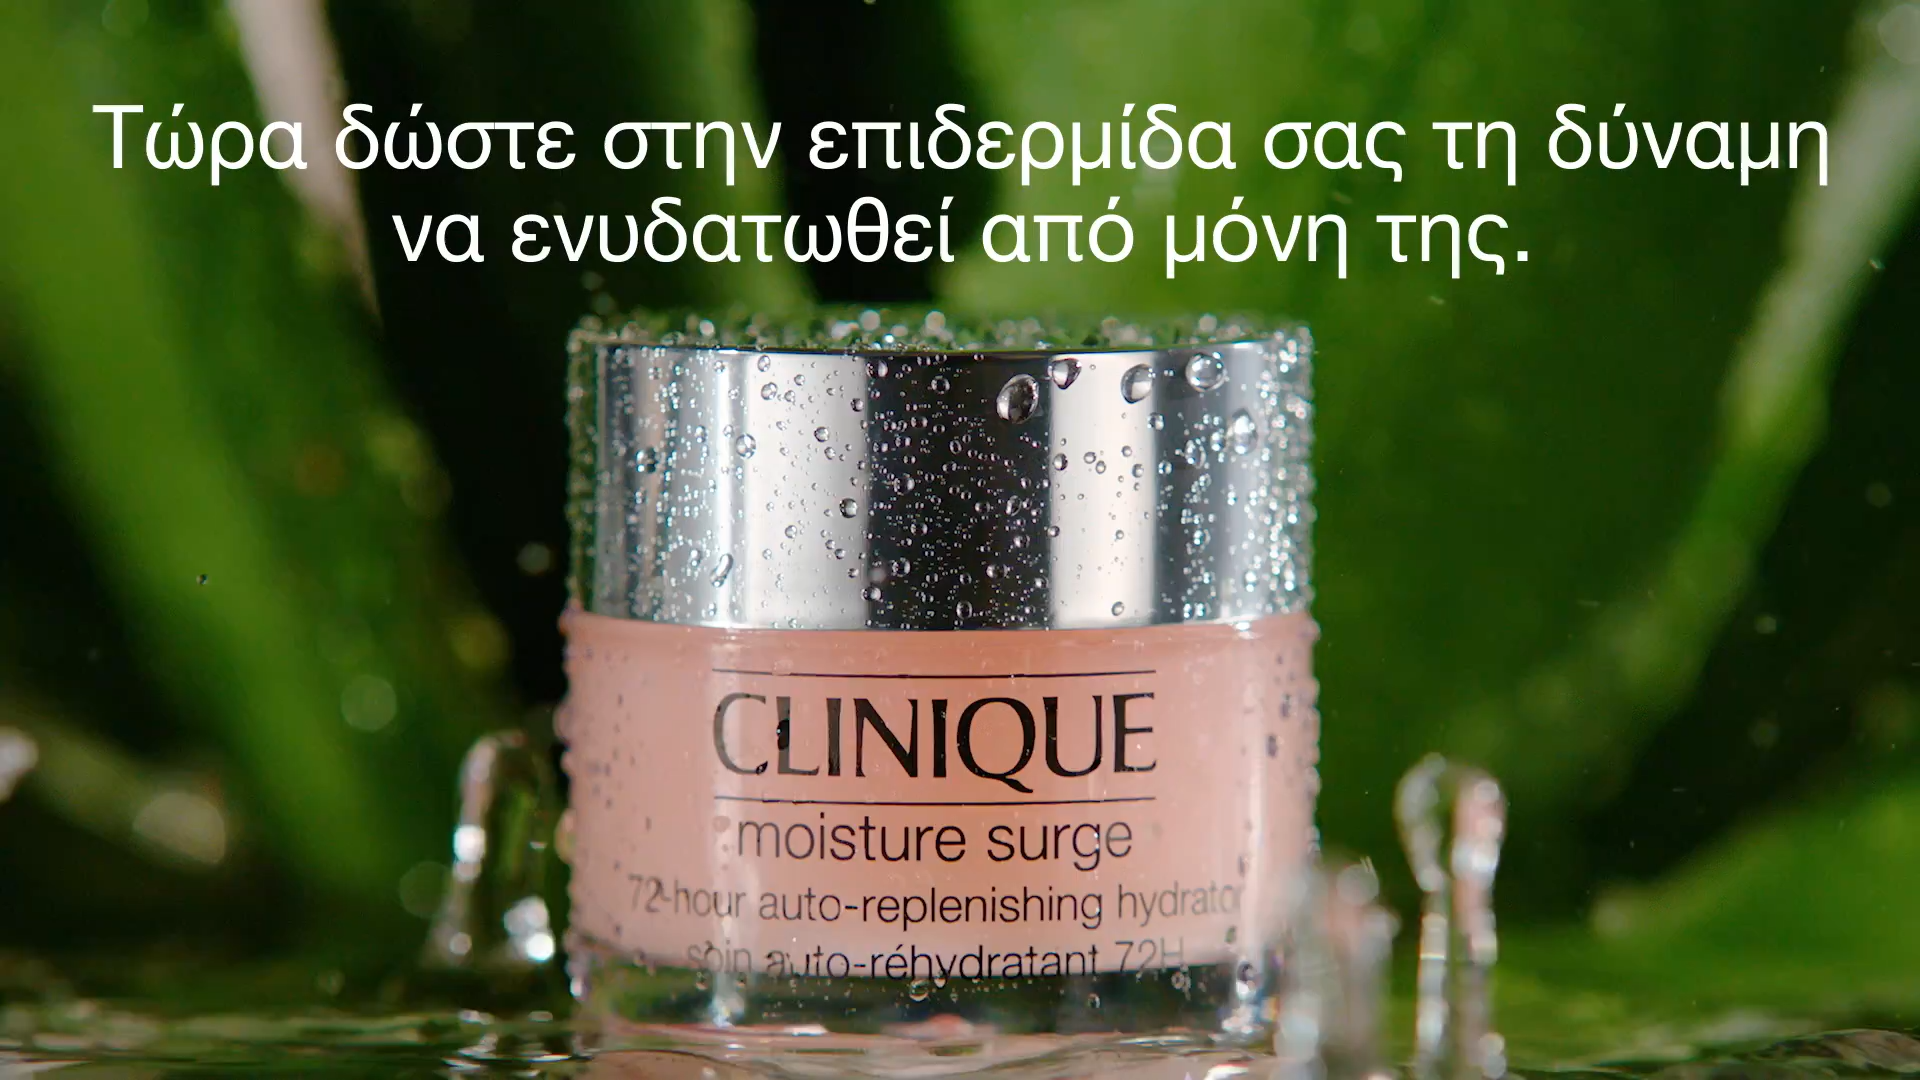 Τώρα δώστε στην επιδερμίδα σας τη δύναμη
να ενυδατωθεί από μόνη της.
CLINIQUE
moisture surge
72-hour auto-replenishing hydrator
soin auto-réhydratant 72H